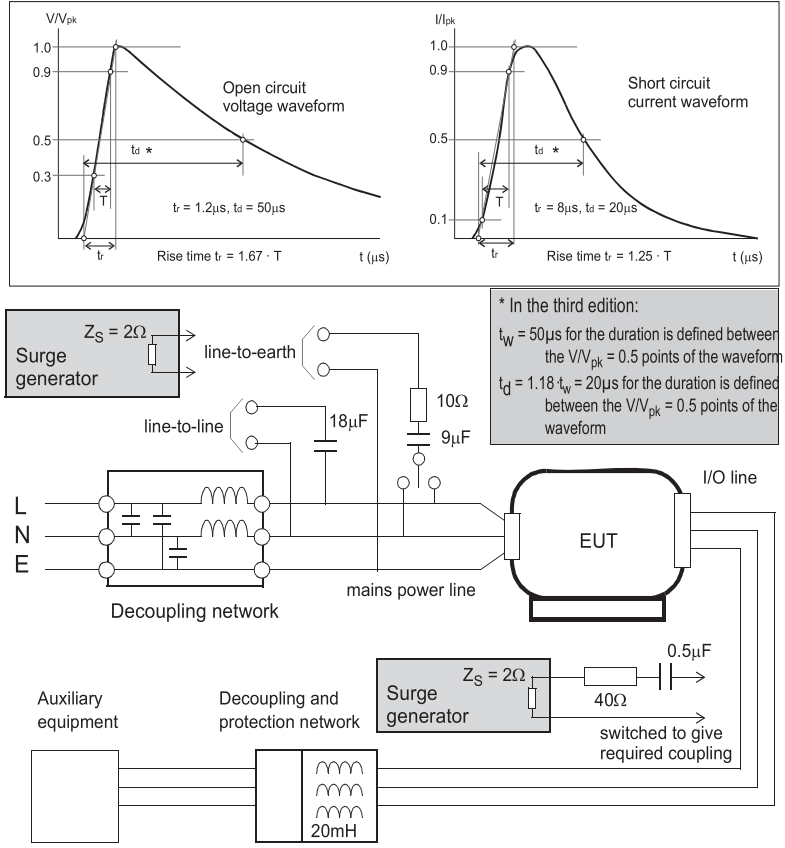 V/Vpk
1.0
0.9
0.5
0.3
Open circuit
voltage waveform
td *
T
tr = 1.2µs, td = 50µs
tr
Rise time tr = 1.67 · T
t (µs)
I/Ipk
1.0
0.9
0.5
0.1
Short circuit
current waveform
td *
T
tr = 8µs, td = 20µs
tr
Rise time tr = 1.25 · T
t (µs)
* In the third edition:
tw = 50µs for the duration is defined between
the V/Vpk = 0.5 points of the waveform
td = 1.18·tw = 20µs for the duration is defined
between the V/Vpk = 0.5 points of the
waveform
ZS = 2Ω
Surge
generator
line-to-earth
10Ω
9µF
line-to-line
18µF
L
N
E
Decoupling network
mains power line
EUT
I/O line
ZS = 2Ω
Surge
generator
40Ω
0.5µF
switched to give
required coupling
Auxiliary
equipment
Decoupling and
protection network
20mH